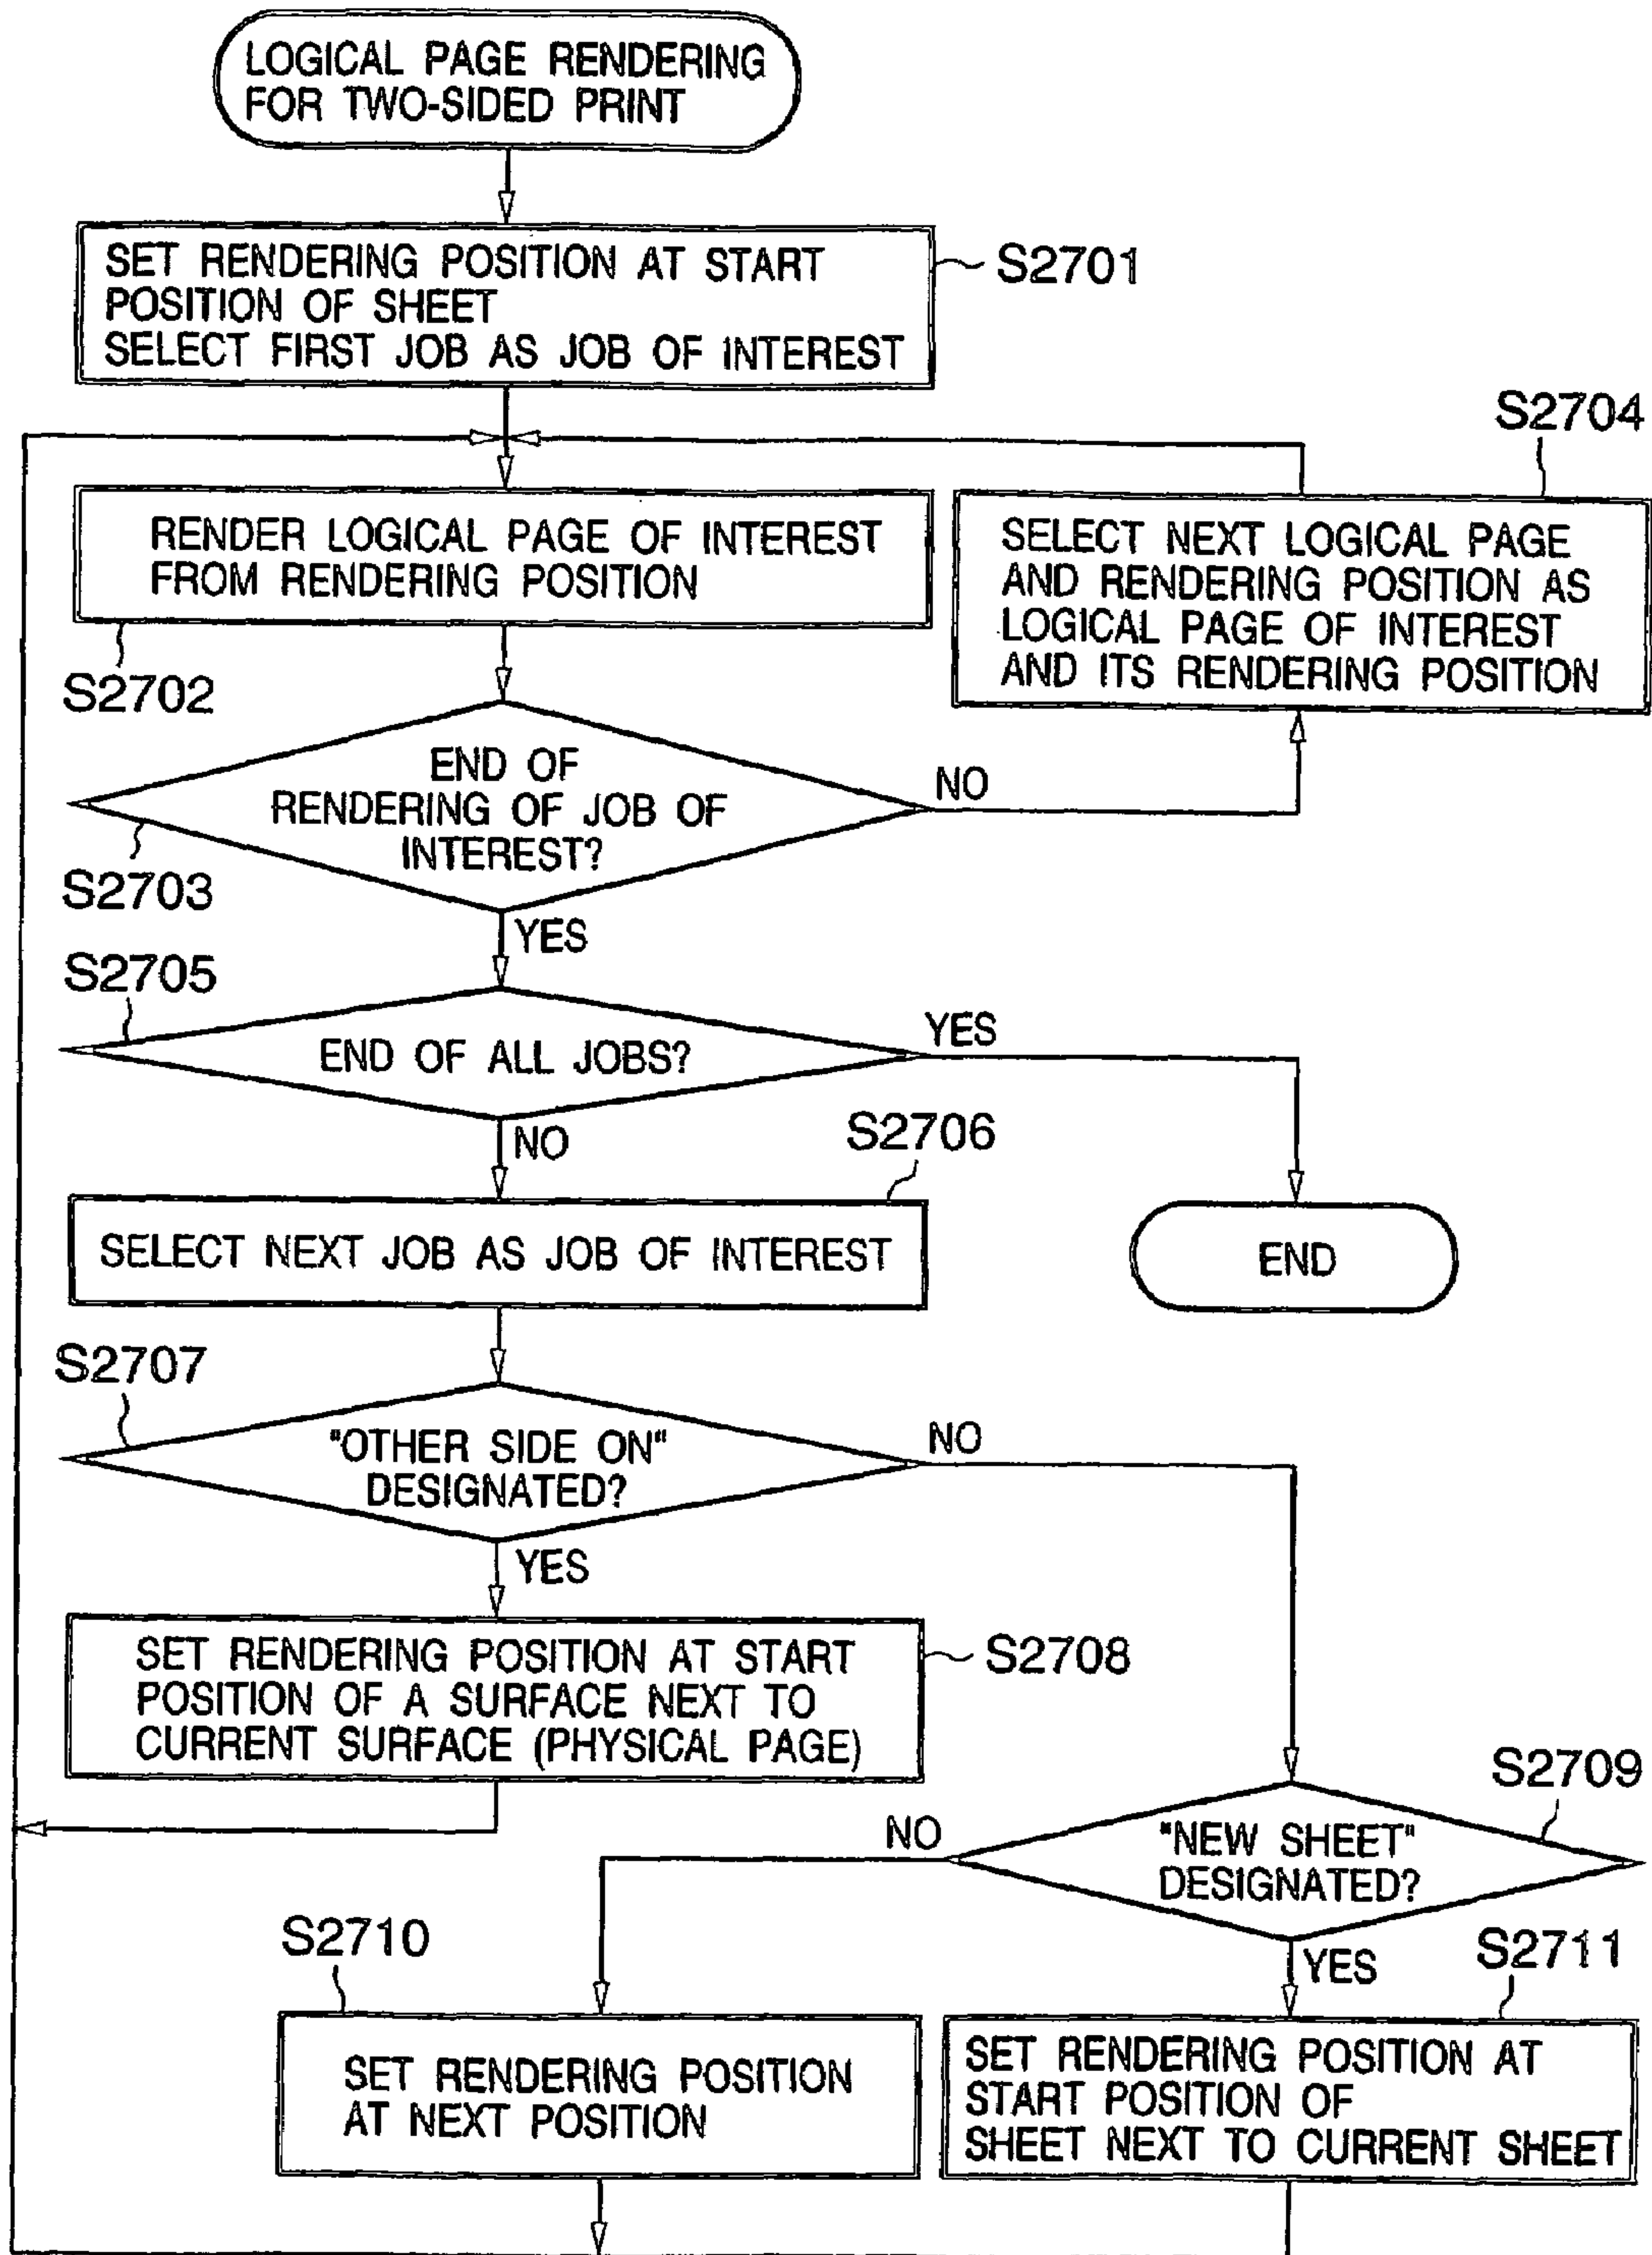 LOGICAL PAGE RENDERING
FOR TWO-SIDED PRINT
SET RENDERING POSITION AT START
POSITION OF SHEET
SELECT FIRST JOB AS JOB OF INTEREST
S2701
S2704
RENDER LOGICAL PAGE OF INTEREST
FROM RENDERING POSITION
S2702
SELECT NEXT LOGICAL PAGE
AND RENDERING POSITION AS
LOGICAL PAGE OF INTEREST
AND ITS RENDERING POSITION
END OF
RENDERING OF JOB OF
INTEREST?
NO
S2703
YES
S2705
END OF ALL JOBS?
YES
NO
S2706
SELECT NEXT JOB AS JOB OF INTEREST
END
S2707
"OTHER SIDE ON"
DESIGNATED?
NO
YES
SET RENDERING POSITION AT START
POSITION OF A SURFACE NEXT TO
CURRENT SURFACE (PHYSICAL PAGE)
S2708
S2709
"NEW SHEET"
DESIGNATED?
NO
YES
S2710
S2711
SET RENDERING POSITION
AT NEXT POSITION
SET RENDERING POSITION AT
START POSITION OF
SHEET NEXT TO CURRENT SHEET